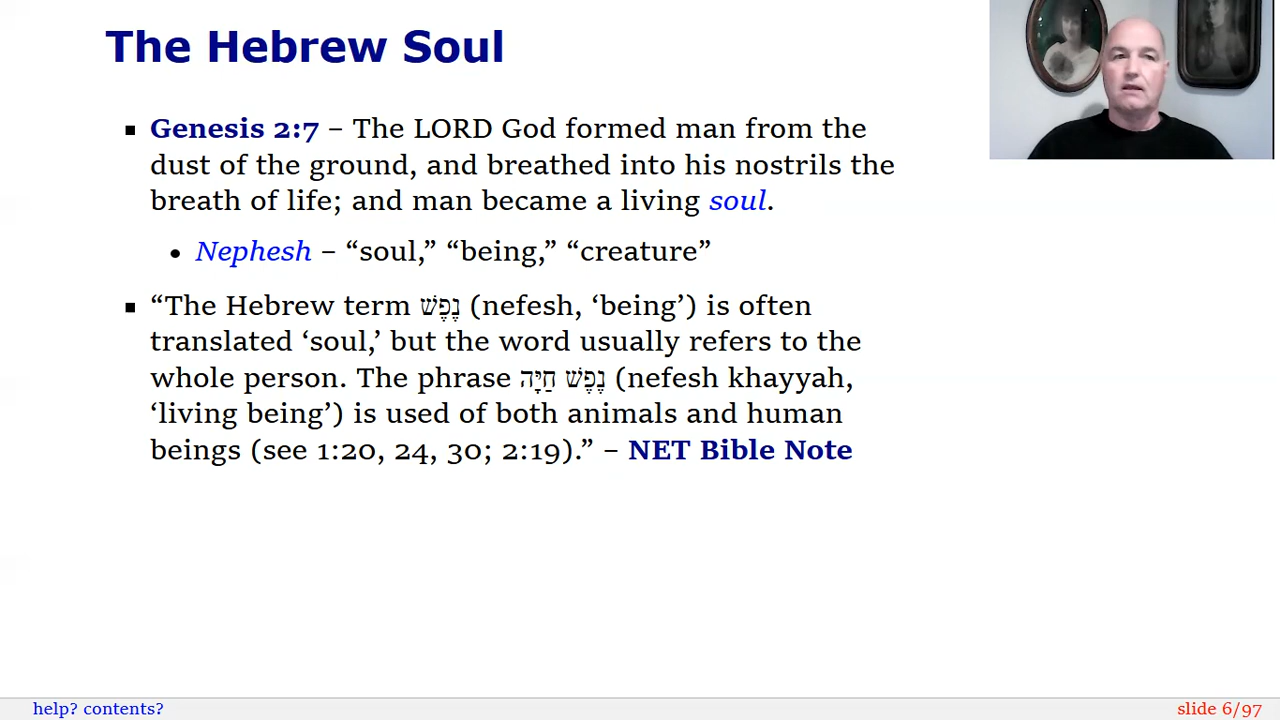 The Hebrew Soul
▪ Genesis 2:7 – The LORD God formed man from the
dust of the ground, and breathed into his nostrils the
breath of life; and man became a living soul.
• Nephesh – “soul,” “being,” “creature”
▪ “The Hebrew term נֶפֶשׁ (nefesh, ‘being’) is often
translated ‘soul,’ but the word usually refers to the
whole person. The phrase נֶפֶשׁ חַיָּה (nefesh khayyah,
‘living being’) is used of both animals and human
beings (see 1:20, 24, 30; 2:19).” – NET Bible Note
help? contents?
slide 6/97